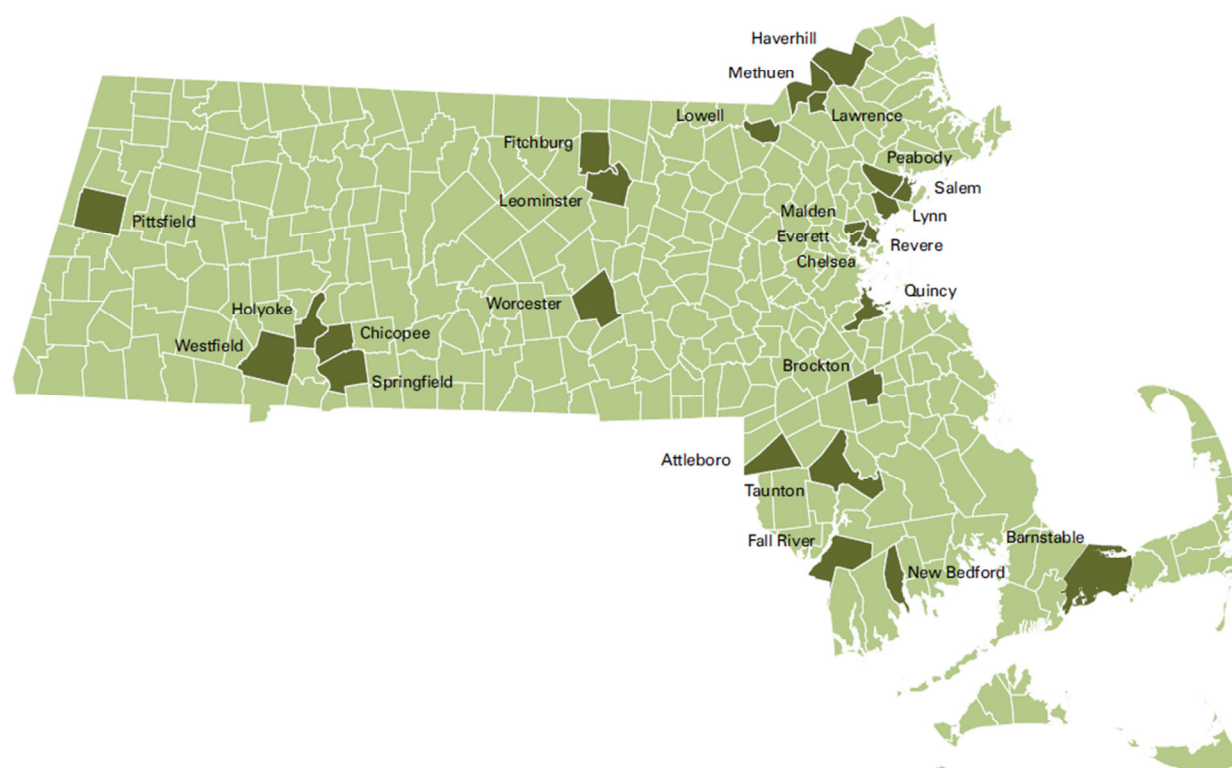 Haverhill
Methuen
Lowell
Lawrence
Fitchburg
Peabody
Leominster
Salem
Malden
Lynn
Pittsfield
Everett
Revere
Chelsea
Quincy
Holyoke
Worcester
Chicopee
Westfield
Brockton
Springfield
Attleboro
Taunton
Fall River
Barnstable
New Bedford